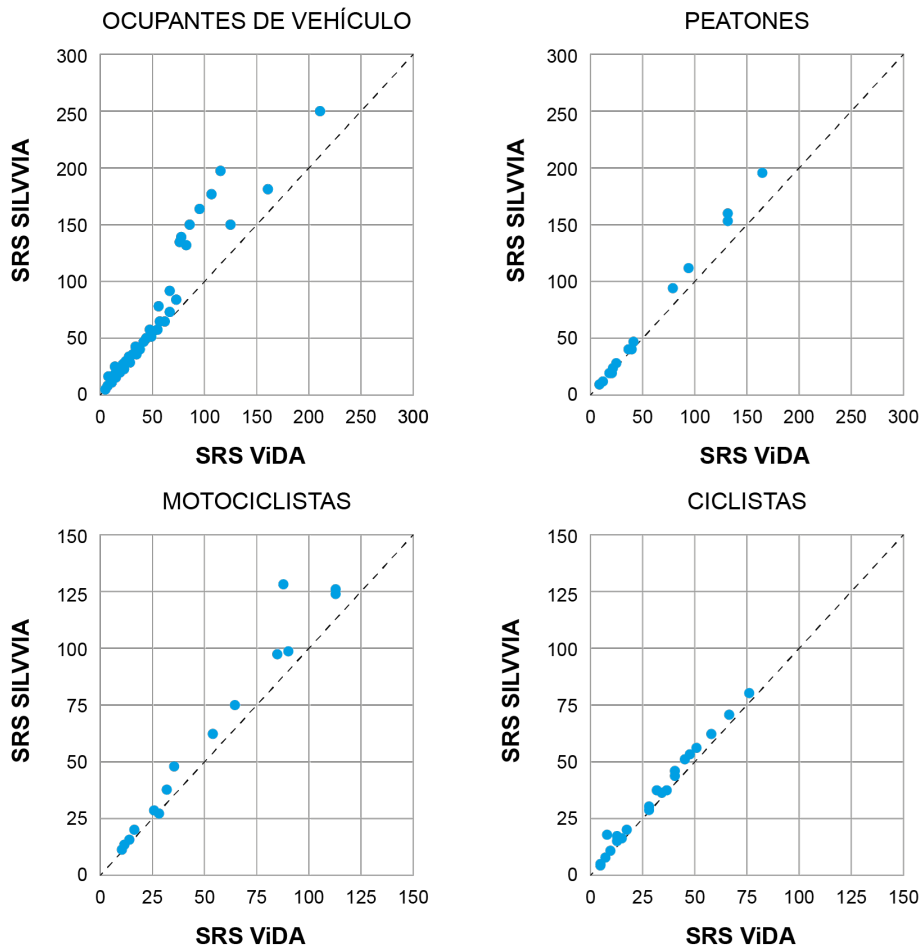 OCUPANTES DE VEHÍCULO
300
250
200
150
100
50
0
SRS SILVVIA
0 50 100 150 200 250 300
SRS ViDA
PEATONES
300
250
200
150
100
50
0
SRS SILVVIA
0 50 100 150 200 250 300
SRS ViDA
MOTOCICLISTAS
150
125
100
75
50
25
0
SRS SILVVIA
0 25 50 75 100 125 150
SRS ViDA
CICLISTAS
150
125
100
75
50
25
0
SRS SILVVIA
0 25 50 75 100 125 150
SRS ViDA